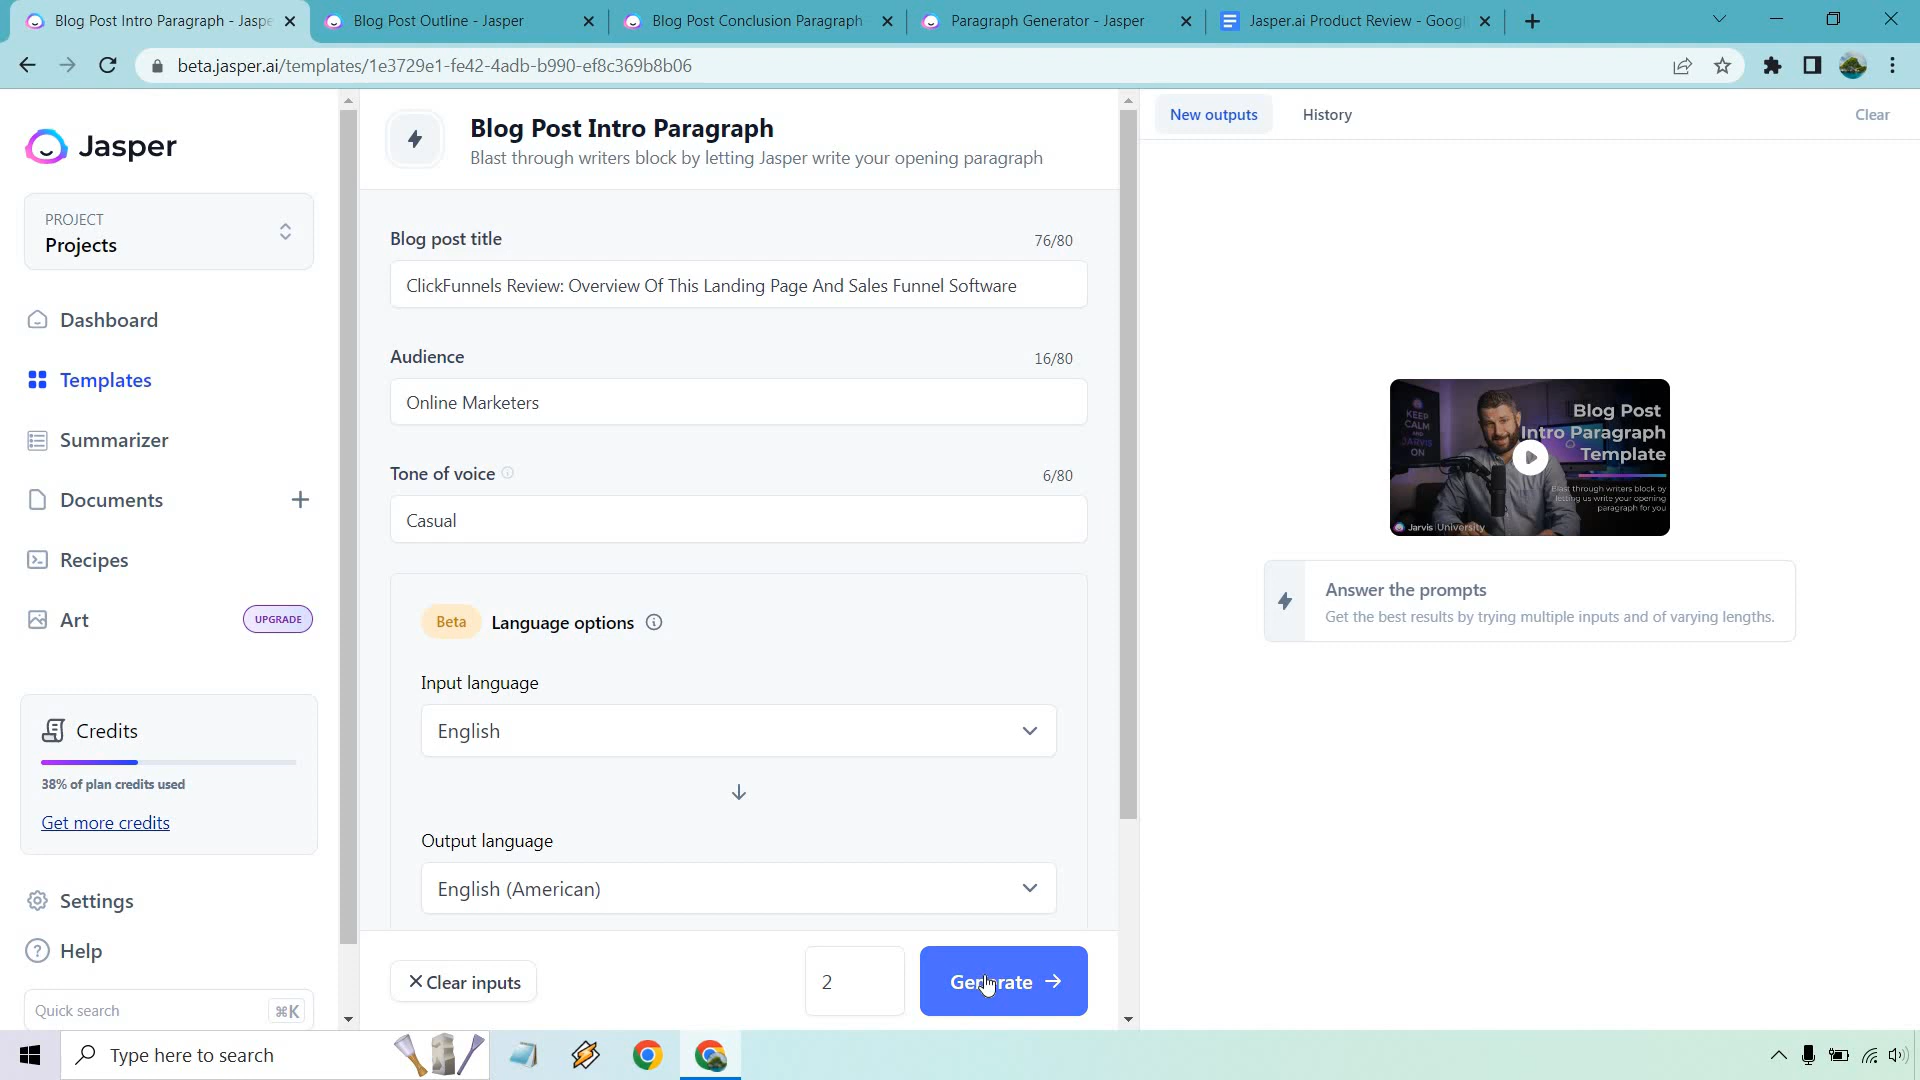 Blog Post Intro Paragraph - Jaspe
Blog Post Outline - Jasper
Blog Post Conclusion Paragraph
Paragraph Generator - Jasper
Jasper.ai Product Review - Googl
beta.jasper.ai/templates/1e3729e1-fe42-4adb-b990-ef8c369b8b06
Jasper
PROJECT
Projects
Dashboard
Templates
Summarizer
Documents
Recipes
Art
UPGRADE
Credits
38% of plan credits used
Get more credits
Settings
Help
Quick search
⌘K
Blog Post Intro Paragraph
Blast through writers block by letting Jasper write your opening paragraph
Blog post title
76/80
ClickFunnels Review: Overview Of This Landing Page And Sales Funnel Software
Audience
16/80
Online Marketers
Tone of voice
6/80
Casual
Beta
Language options
Input language
English
Output language
English (American)
Clear inputs
2
Generate
New outputs
History
Clear
KEEP
CALM
AND
JARVIS
ON
Blog Post
Intro Paragraph
Template
Blast through writers block by
letting us write your opening
paragraph for you
Jarvis University
Answer the prompts
Get the best results by trying multiple inputs and of varying lengths.
Type here to search